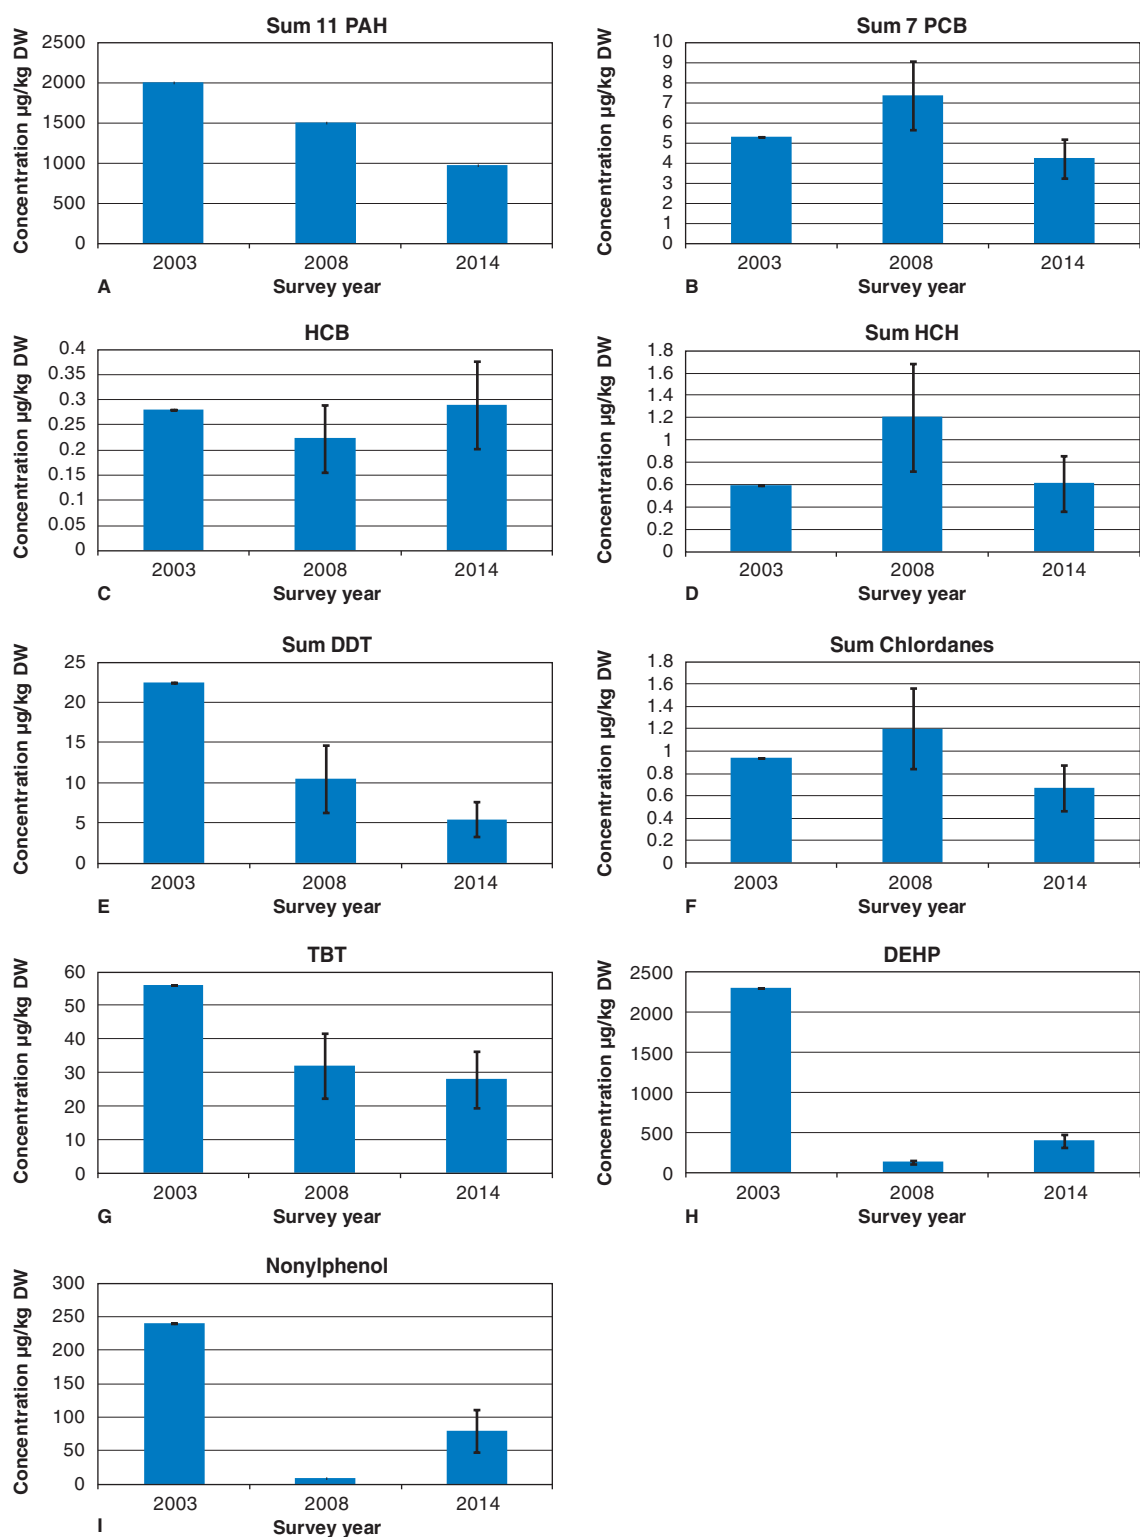 Sum 11 PAH
Concentration µg/kg DW
2500
2000
1500
1000
500
0
2003 2008 2014
A Survey year
Sum 7 PCB
Concentration µg/kg DW
10
9
8
7
6
5
4
3
2
1
0
2003 2008 2014
B Survey year
HCB
Concentration µg/kg DW
0.4
0.35
0.3
0.25
0.2
0.15
0.1
0.05
0
2003 2008 2014
C Survey year
Sum HCH
Concentration µg/kg DW
1.8
1.6
1.4
1.2
1
0.8
0.6
0.4
0.2
0
2003 2008 2014
D Survey year
Sum DDT
Concentration µg/kg DW
25
20
15
10
5
0
2003 2008 2014
E Survey year
Sum Chlordanes
Concentration µg/kg DW
1.8
1.6
1.4
1.2
1
0.8
0.6
0.4
0.2
0
2003 2008 2014
F Survey year
TBT
Concentration µg/kg DW
60
50
40
30
20
10
0
2003 2008 2014
G Survey year
DEHP
Concentration µg/kg DW
2500
2000
1500
1000
500
0
2003 2008 2014
H Survey year
Nonylphenol
Concentration µg/kg DW
300
250
200
150
100
50
0
2003 2008 2014
I Survey year